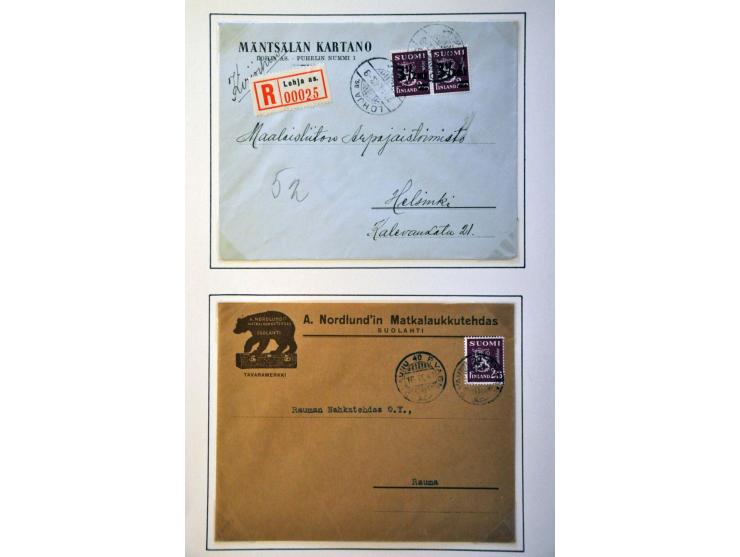 MÄNTSÄLÄN KARTANO
PUHELIN NUMMI 1
R Lohja as.
00025
LOHJA as.
SUOMI SUOMI
FINLAND FINLAND
Maalaisliiton Arpajaistoimisto
52
Helsinki
Kalevankatu 21.
A. NORDLUND'IN
MATKALAUKKUTEHDAS
SUOLAHTI
TAVARAMERKKI
A. Nordlund'in Matkalaukkutehdas
SUOLAHTI
SUOMI
FINLAND
Rauman Nahkatehdas O.Y.,
Rauma